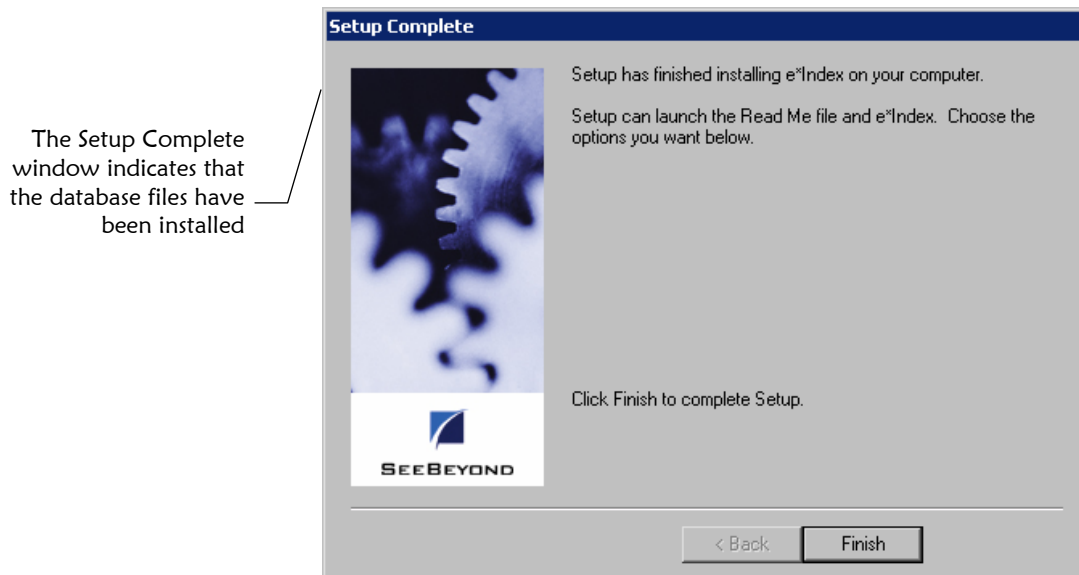 Setup Complete
The Setup Complete
window indicates that
the database files have
been installed
Setup has finished installing e*Index on your computer.
Setup can launch the Read Me file and e*Index. Choose the
options you want below.
Click Finish to complete Setup.
SEEBEYOND
< Back
Finish